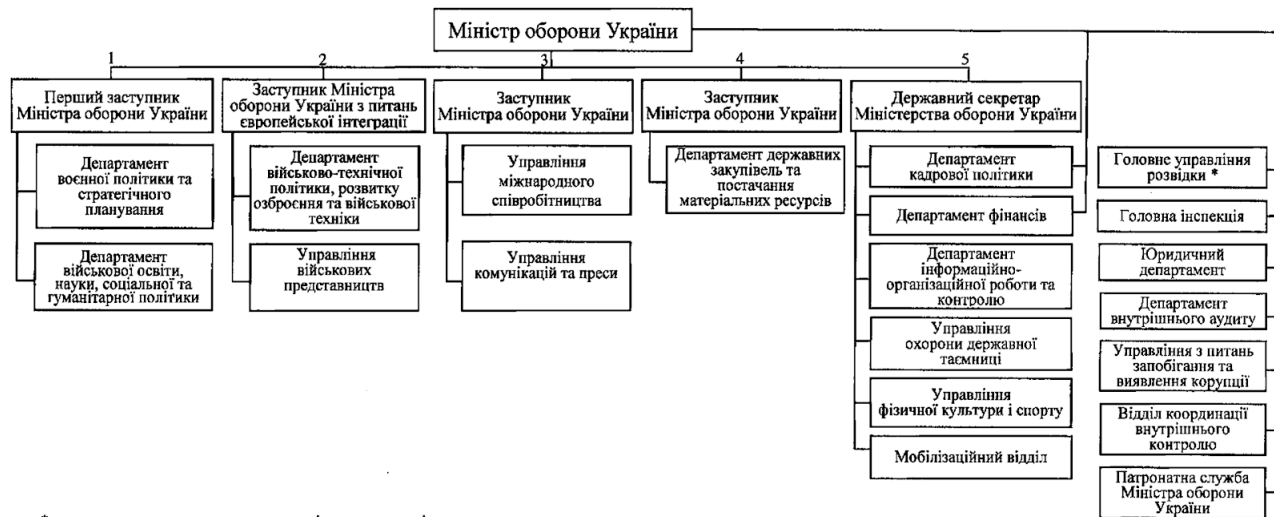 Міністр оборони України
1
2
3
4
5
Перший заступник
Міністра оборони України
Заступник Міністра
оборони України з питань
європейської інтеграції
Заступник
Міністра оборони України
Заступник
Міністра оборони України
Державний секретар
Міністерства оборони України
Департамент
воєнної політики та
стратегічного
планування
Департамент
військової освіти,
науки, соціальної та
гуманітарної політики
Департамент
військово-технічної
політики, розвитку
озброєння та військової
техніки
Управління
військових
представництв
Управління
міжнародного
співробітництва
Управління
комунікацій та преси
Департамент державних
закупівель та
постачання
матеріальних ресурсів
Департамент
кадрової політики
Департамент фінансів
Департамент
інформаційно-
організаційної роботи та
контролю
Управління
охорони державної
таємниці
Управління
фізичної культури і спорту
Мобілізаційний відділ
Головне управління
розвідки *
Головна інспекція
Юридичний
департамент
Департамент
внутрішнього аудиту
Управління з питань
запобігання та
виявлення корупції
Відділ координації
внутрішнього
контролю
Патронатна служба
Міністра оборони
України